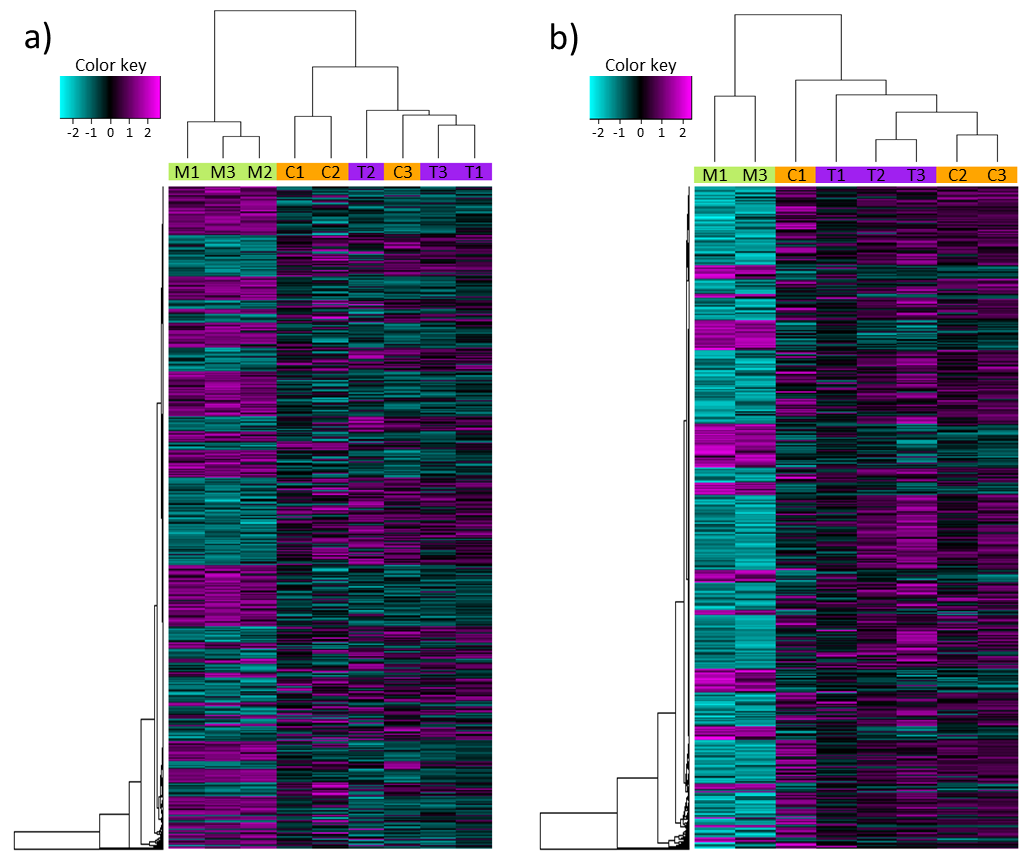 a)
Color key
-2 -1 0 1 2
M1 M3 M2 C1 C2 T2 C3 T3 T1
b)
Color key
-2 -1 0 1 2
M1 M3 C1 T1 T2 T3 C2 C3